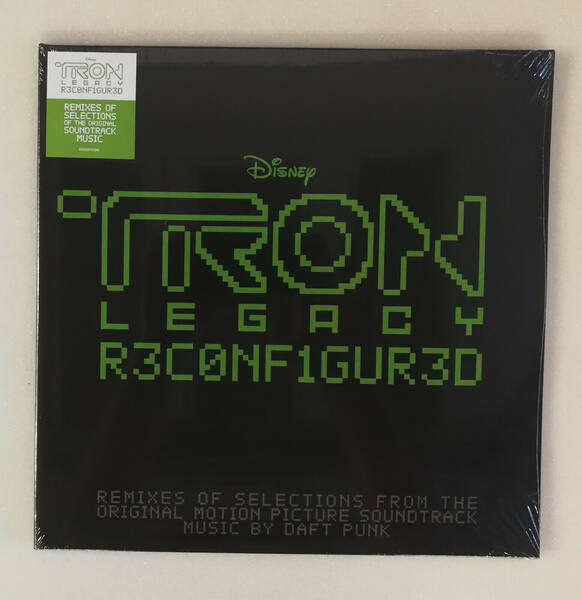 Disney
TRON
LEGACY
R3C0NF1GUR3D
REMIXES OF
SELECTIONS
OF THE ORIGINAL
SOUNDTRACK
MUSIC
Disney
TRON
LEGACY
R3C0NF1GUR3D
REMIXES OF SELECTIONS FROM THE
ORIGINAL MOTION PICTURE SOUNDTRACK
MUSIC BY DAFT PUNK